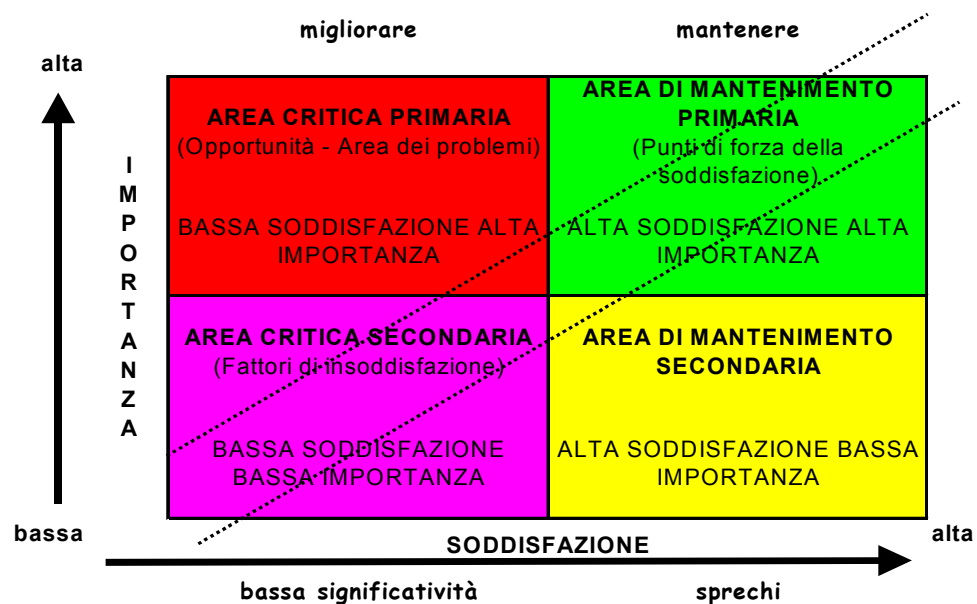 migliorare
mantenere
alta
AREA CRITICA PRIMARIA
(Opportunità - Area dei problemi)
BASSA SODDISFAZIONE ALTA
IMPORTANZA
AREA DI MANTENIMENTO
PRIMARIA
(Punti di forza della
soddisfazione)
ALTA SODDISFAZIONE ALTA
IMPORTANZA
IMPORTANZA
AREA CRITICA SECONDARIA
(Fattori di insoddisfazione)
BASSA SODDISFAZIONE
BASSA IMPORTANZA
AREA DI MANTENIMENTO
SECONDARIA
ALTA SODDISFAZIONE BASSA
IMPORTANZA
bassa
SODDISFAZIONE
alta
bassa significatività
sprechi